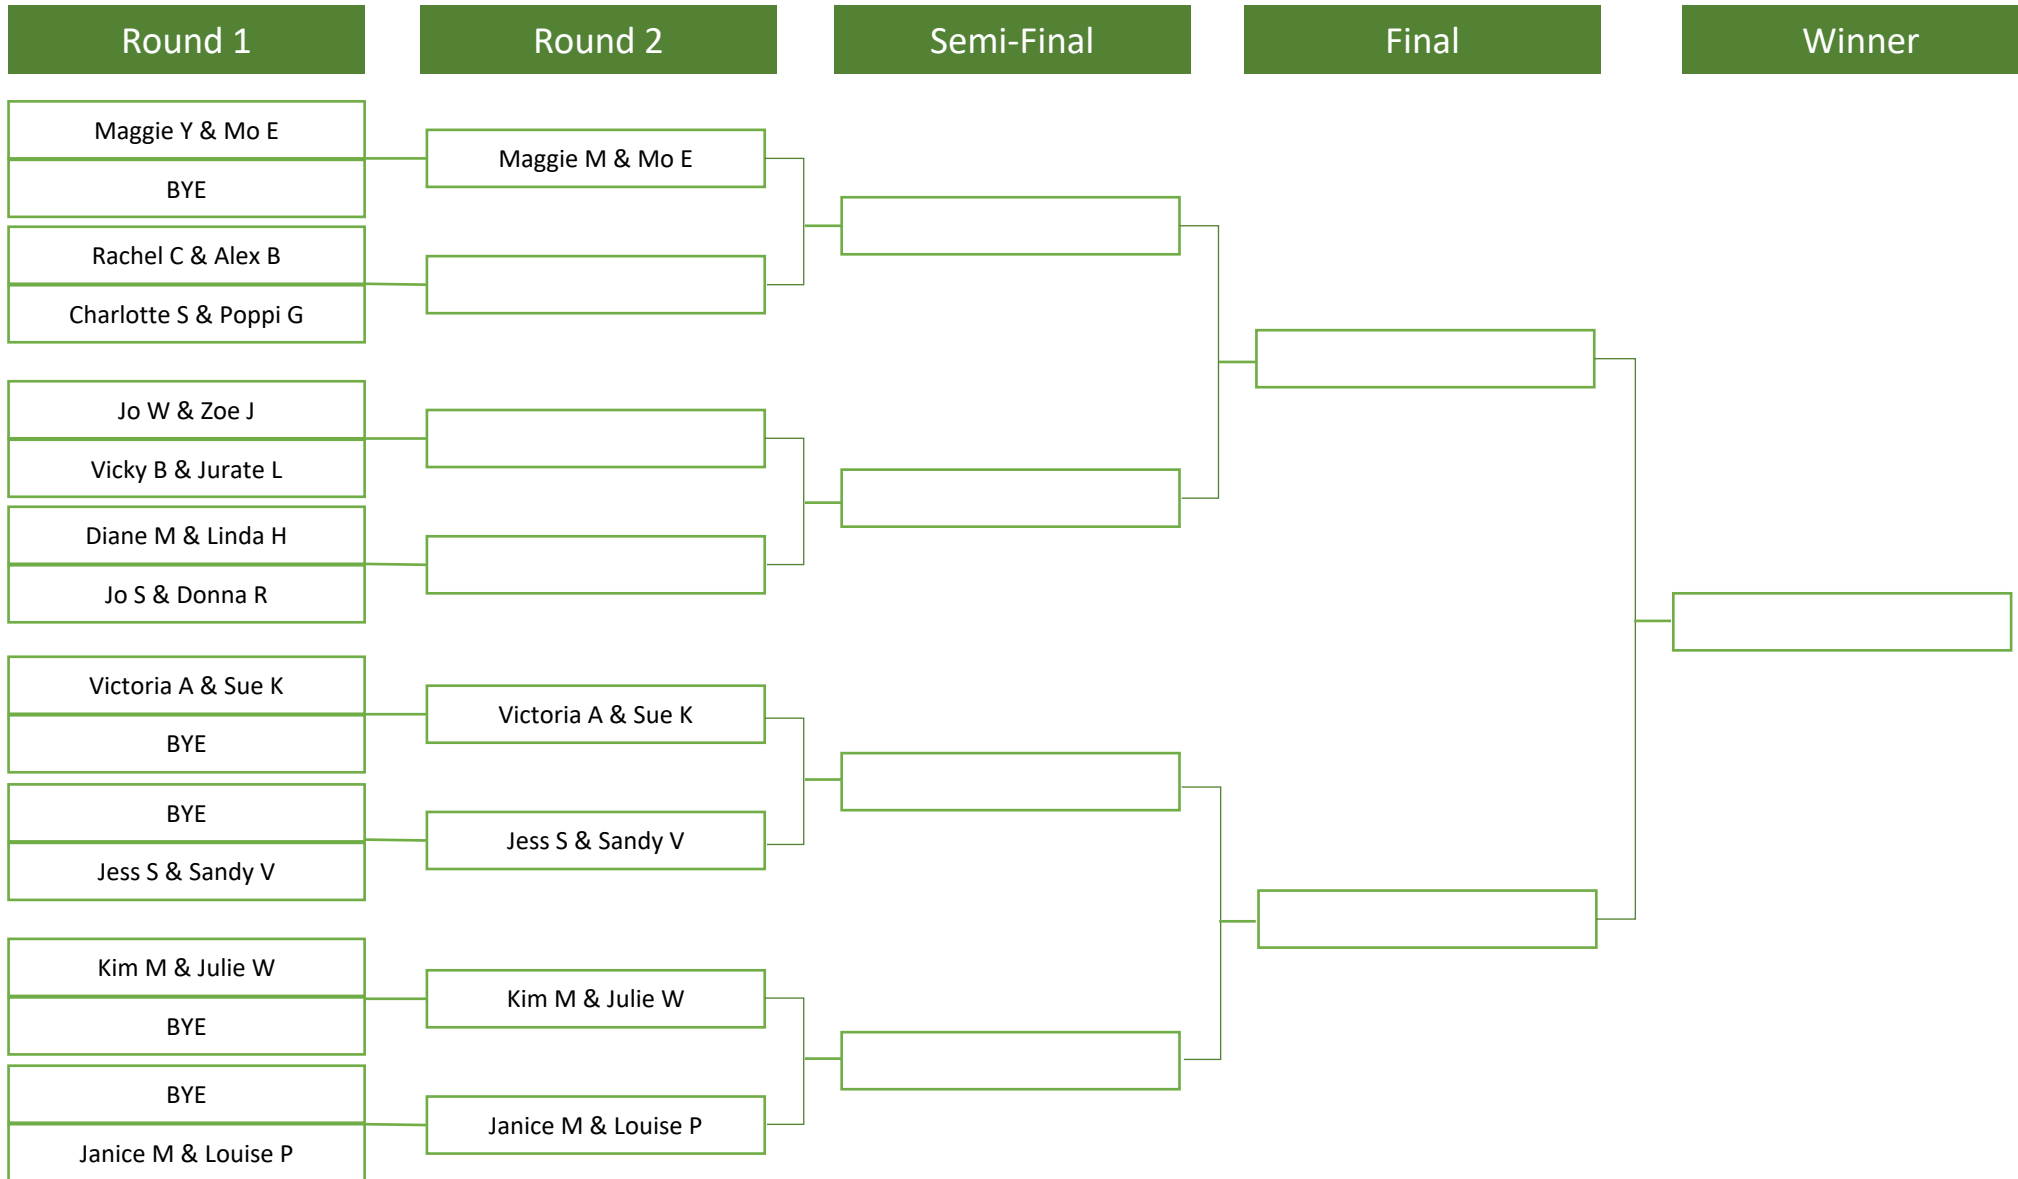 Round 1
Round 2
Semi-Final
Final
Winner
Maggie Y & Mo E
BYE
Rachel C & Alex B
Charlotte S & Poppi G
Jo W & Zoe J
Vicky B & Jurate L
Diane M & Linda H
Jo S & Donna R
Victoria A & Sue K
BYE
BYE
Jess S & Sandy V
Kim M & Julie W
BYE
BYE
Janice M & Louise P
Maggie M & Mo E
Victoria A & Sue K
Jess S & Sandy V
Kim M & Julie W
Janice M & Louise P